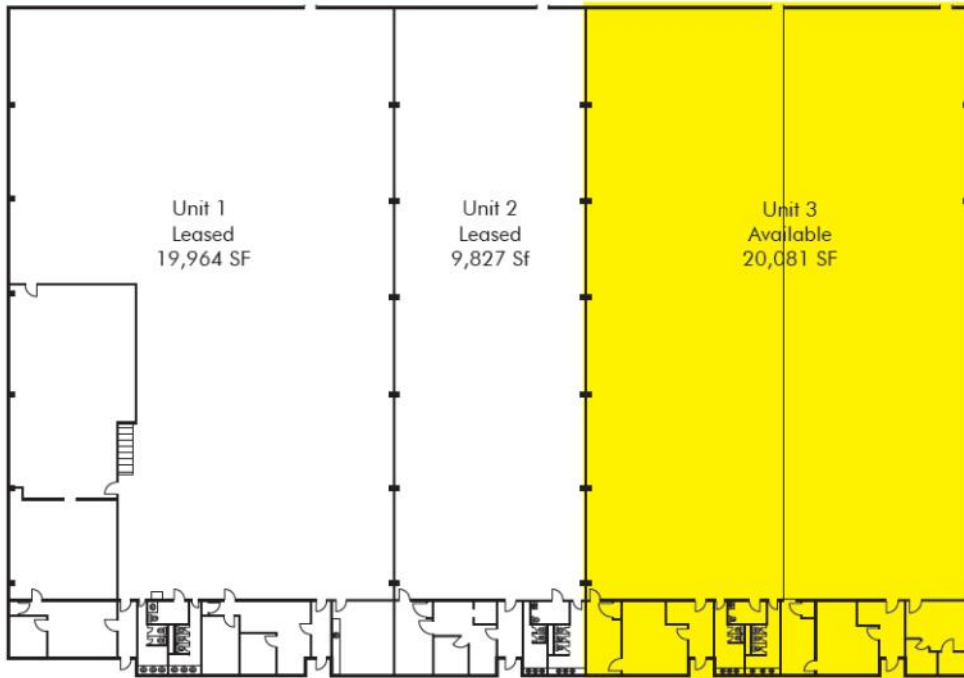 Unit 1
Leased
19,964 SF
Unit 2
Leased
9,827 Sf
Unit 3
Available
20,081 SF